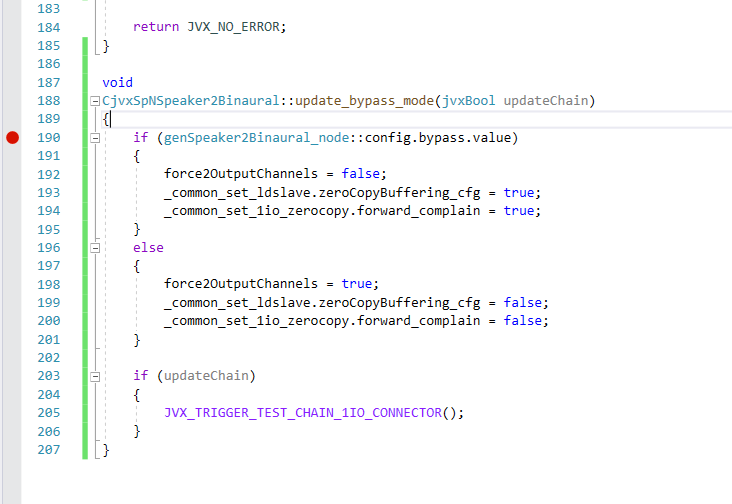 183
184 return JVX_NO_ERROR;
185 }
186
187 void
188 CjvxSpNSpeaker2Binaural::update_bypass_mode(jvxBool updateChain)
189 {
190 if (genSpeaker2Binaural_node::config.bypass.value)
191 {
192 force2OutputChannels = false;
193 _common_set_ldslave.zeroCopyBuffering_cfg = true;
194 _common_set_1io_zerocopy.forward_complain = true;
195 }
196 else
197 {
198 force2OutputChannels = true;
199 _common_set_ldslave.zeroCopyBuffering_cfg = false;
200 _common_set_1io_zerocopy.forward_complain = false;
201 }
202
203 if (updateChain)
204 {
205 JVX_TRIGGER_TEST_CHAIN_1IO_CONNECTOR();
206 }
207 }